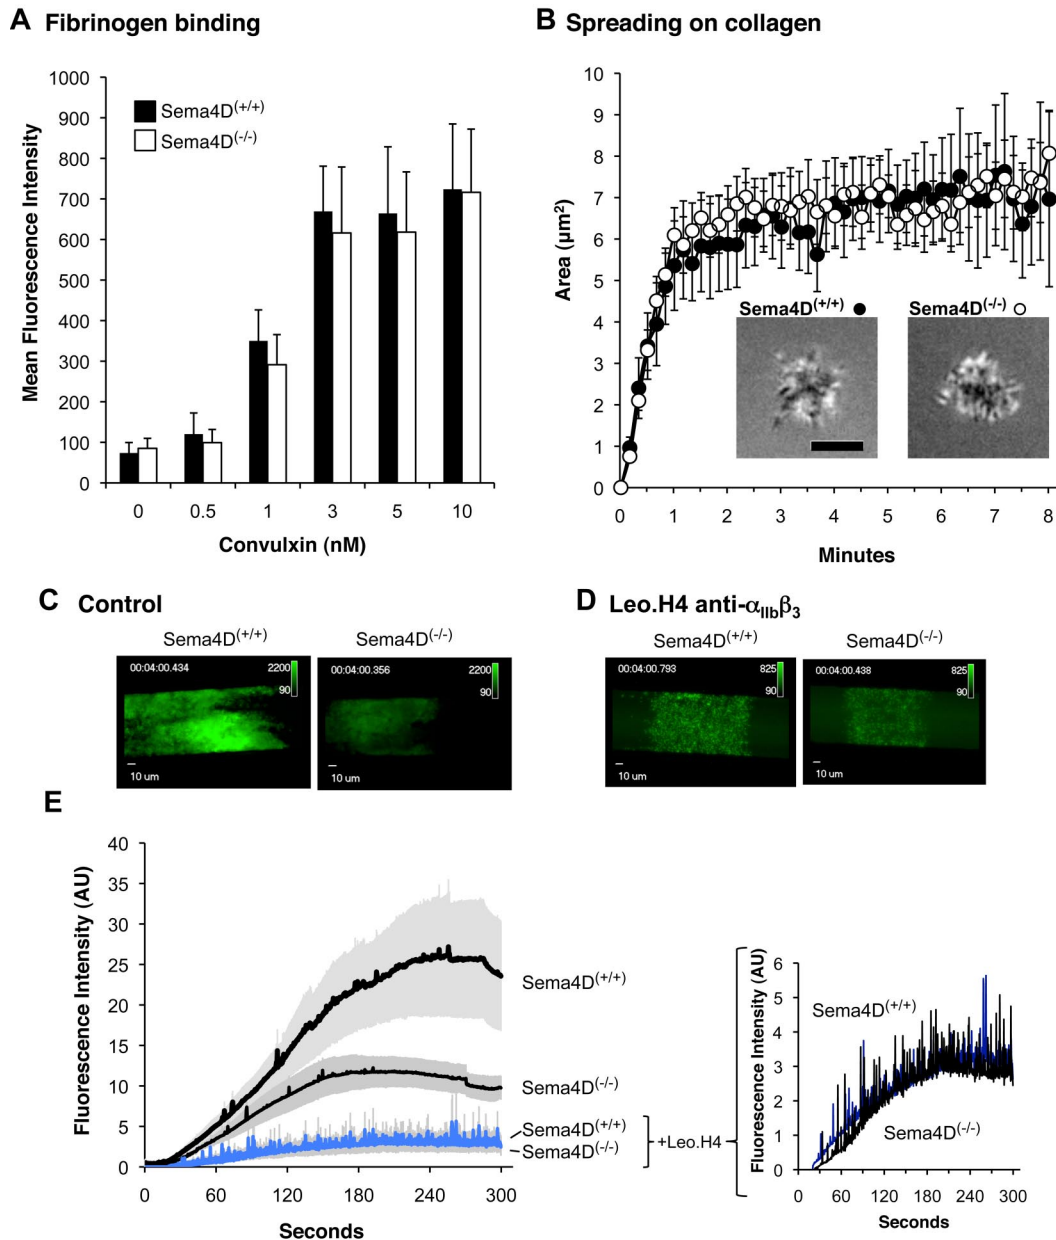 A Fibrinogen binding
1000
900
800
700
600
500
400
300
200
100
0
Mean Fluorescence Intensity
Sema4D(+/+)
Sema4D(-/-)
0 0.5 1 3 5 10
Convulxin (nM)
B Spreading on collagen
10
9
8
7
6
5
4
3
2
1
0
Area (µm²)
Sema4D(+/+) Sema4D(-/-)
0 1 2 3 4 5 6 7 8
Minutes
C Control
Sema4D(+/+) Sema4D(-/-)
00:04:00.434 2200 00:04:00.356 2200
90 90
10 um 10 um
D Leo.H4 anti-αIIbβ3
Sema4D(+/+) Sema4D(-/-)
00:04:00.793 825 00:04:00.438 825
90 90
10 um 10 um
E
40
35
30
25
20
15
10
5
0
Fluorescence Intensity (AU)
Sema4D(+/+)
Sema4D(-/-)
Sema4D(+/+)
Sema4D(-/-)
+Leo.H4
0 60 120 180 240 300
Seconds
6
5
4
3
2
1
0
Fluorescence Intensity (AU)
Sema4D(+/+)
Sema4D(-/-)
0 60 120 180 240 300
Seconds